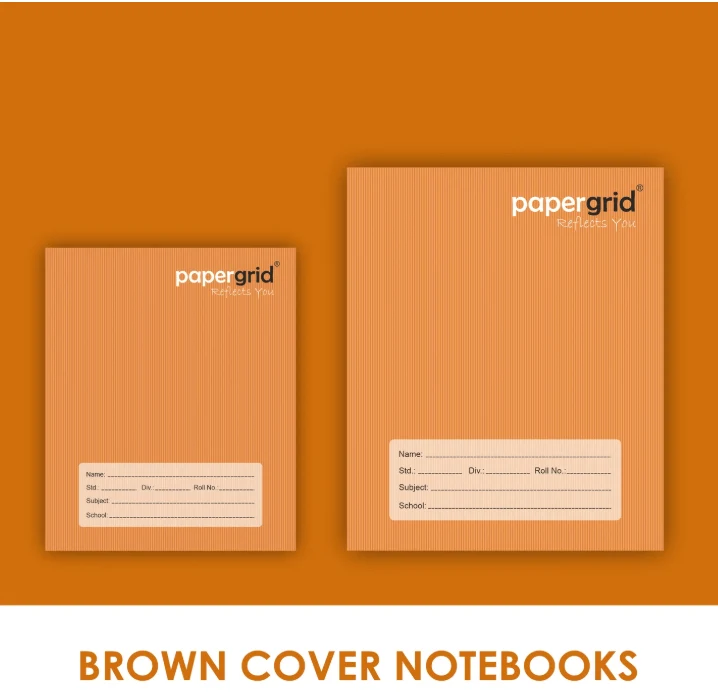 papergrid®
Reflects You
Name:
Std.: Div.: Roll No.:
Subject:
School:
papergrid®
Reflects You
Name:
Std.: Div.: Roll No.:
Subject:
School:
BROWN COVER NOTEBOOKS